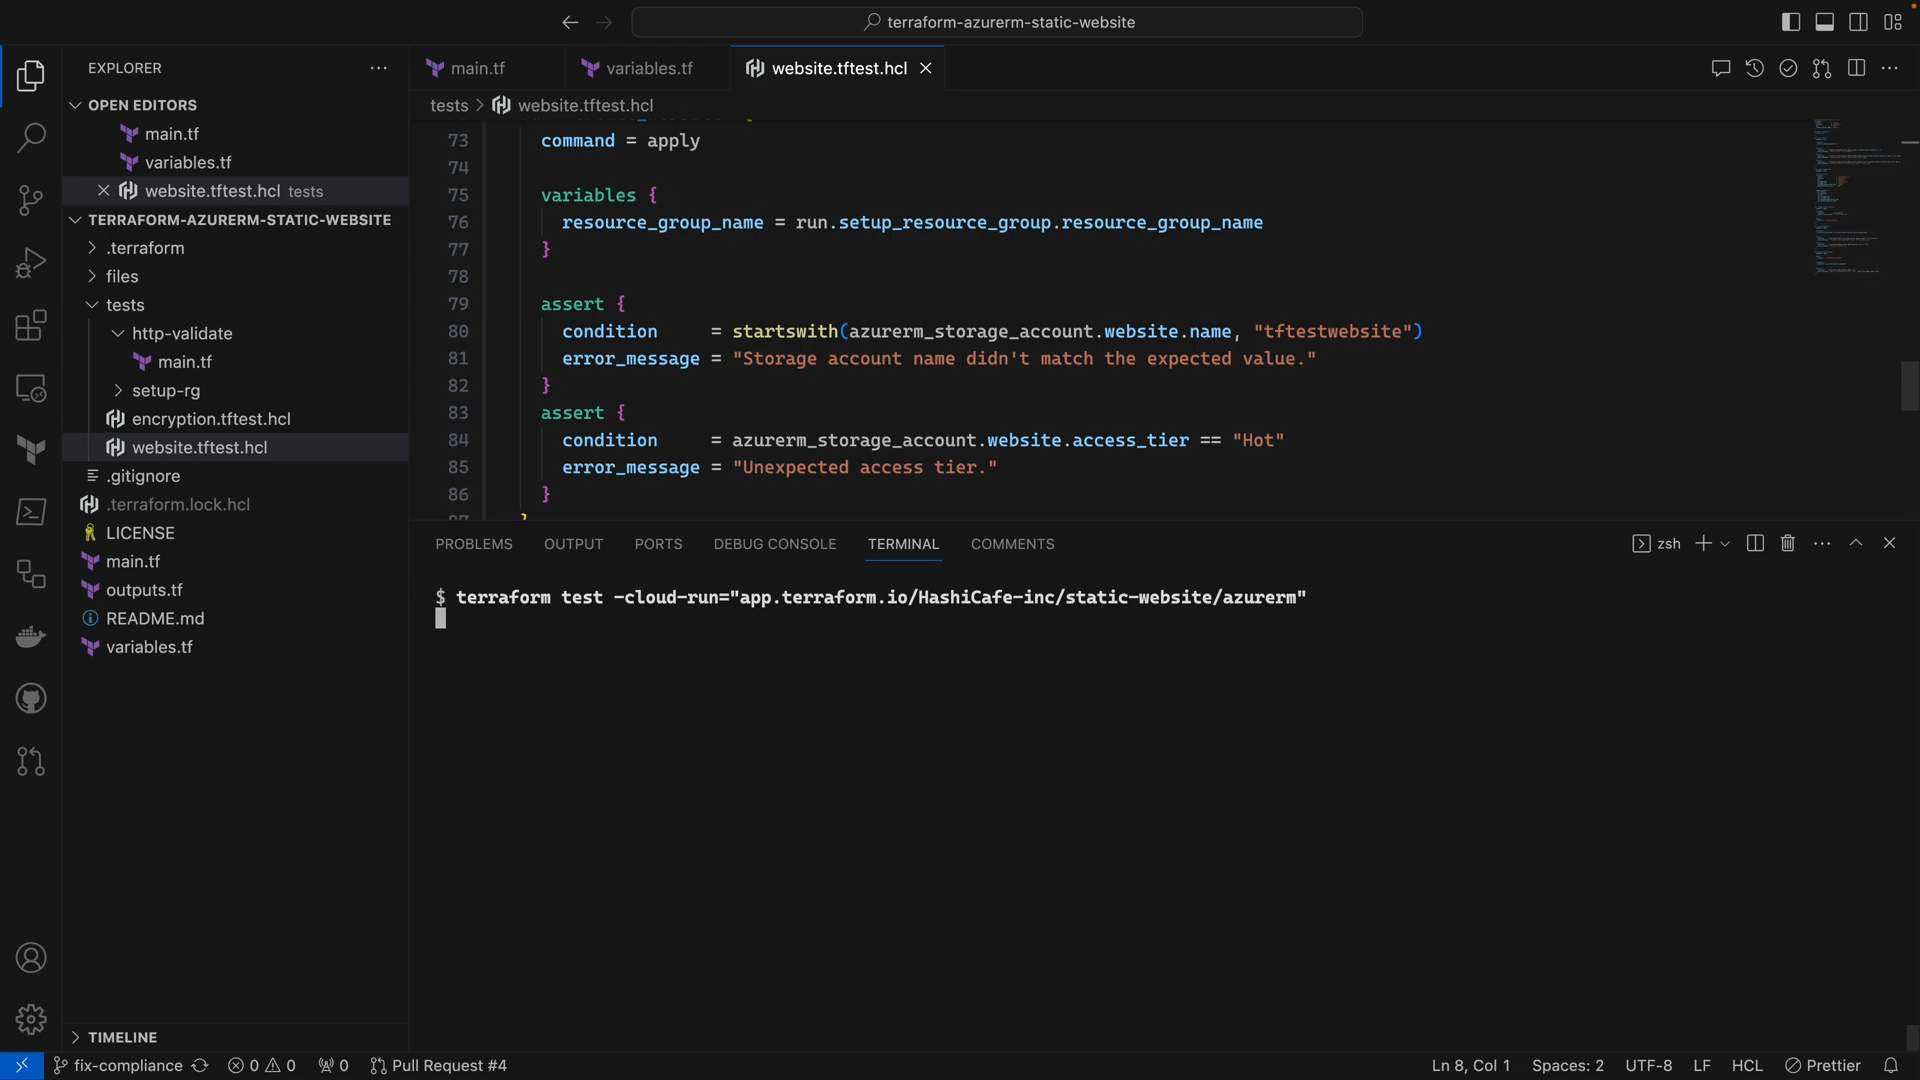 terraform-azurerm-static-website
EXPLORER
OPEN EDITORS
main.tf
variables.tf
website.tftest.hcl tests
TERRAFORM-AZURERM-STATIC-WEBSITE
.terraform
files
tests
http-validate
main.tf
setup-rg
encryption.tftest.hcl
website.tftest.hcl
.gitignore
.terraform.lock.hcl
LICENSE
main.tf
outputs.tf
README.md
variables.tf
TIMELINE
main.tf
variables.tf
website.tftest.hcl
tests > website.tftest.hcl
73 command = apply
74
75 variables {
76 resource_group_name = run.setup_resource_group.resource_group_name
77 }
78
79 assert {
80 condition = startswith(azurerm_storage_account.website.name, "tftestwebsite")
81 error_message = "Storage account name didn't match the expected value."
82 }
83 assert {
84 condition = azurerm_storage_account.website.access_tier == "Hot"
85 error_message = "Unexpected access tier."
86 }
PROBLEMS OUTPUT PORTS DEBUG CONSOLE TERMINAL COMMENTS
zsh
$ terraform test -cloud-run="app.terraform.io/HashiCafe-inc/static-website/azurerm"
fix-compliance 0 0 0 Pull Request #4
Ln 8, Col 1 Spaces: 2 UTF-8 LF HCL Prettier